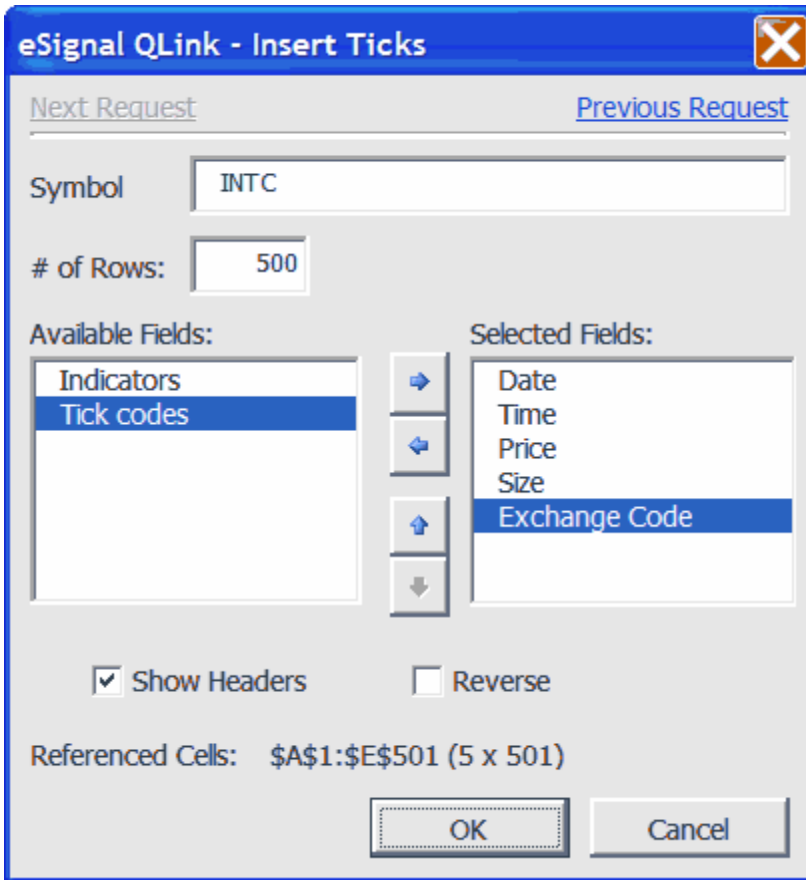 eSignal QLink - Insert Ticks
Next Request Previous Request
Symbol INTC
# of Rows: 500
Available Fields: Selected Fields:
Indicators
Tick codes
Date
Time
Price
Size
Exchange Code
Show Headers Reverse
Referenced Cells: $A$1:$E$501 (5 x 501)
OK Cancel